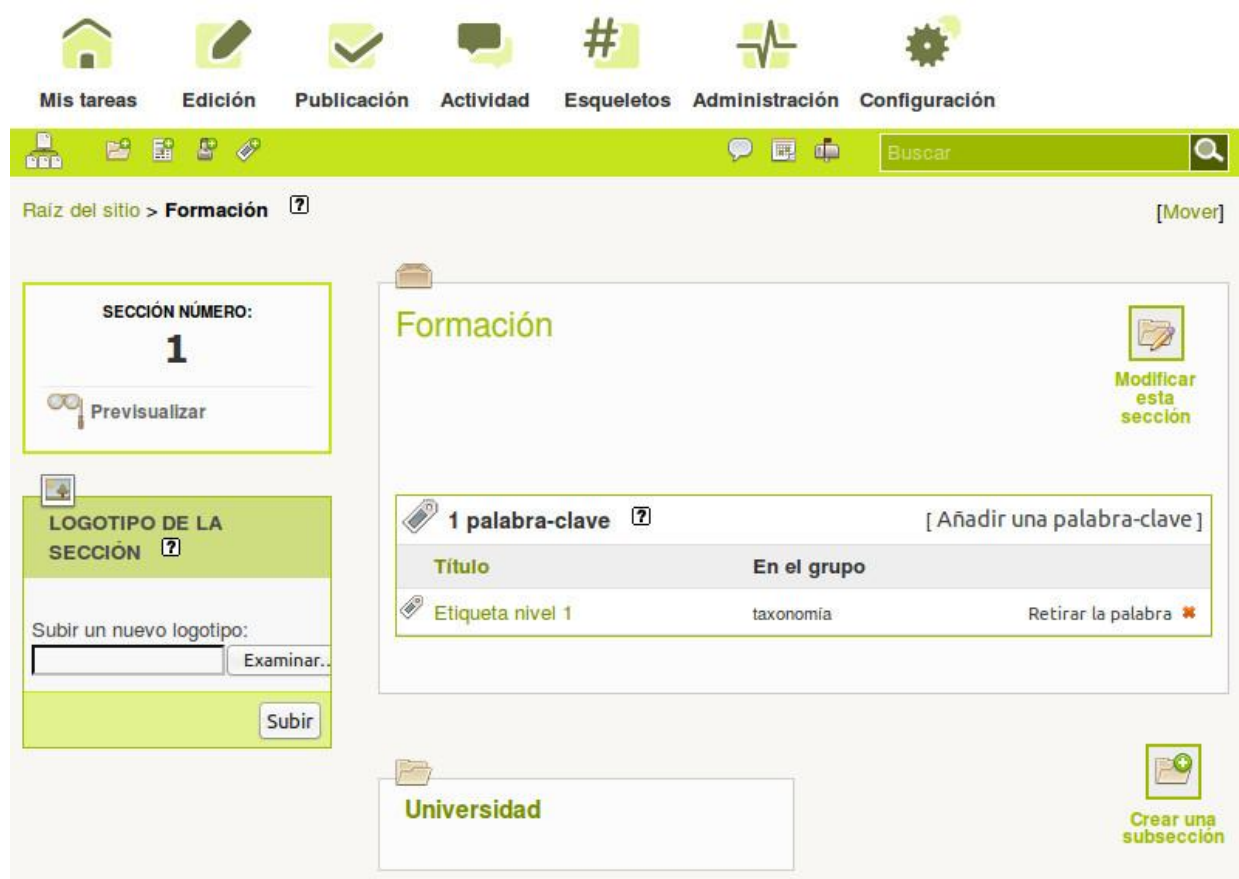 Mis tareas Edición Publicación Actividad Esqueletos Administración Configuración
Buscar
Raíz del sitio > Formación ?
[Mover]
SECCIÓN NÚMERO:
1
Previsualizar
LOGOTIPO DE LA
SECCIÓN ?
Subir un nuevo logotipo:
Examinar..
Subir
Formación
Modificar
esta
sección
1 palabra-clave ? [ Añadir una palabra-clave ]
Título En el grupo
Etiqueta nivel 1 taxonomía Retirar la palabra
Universidad
Crear una
subsección